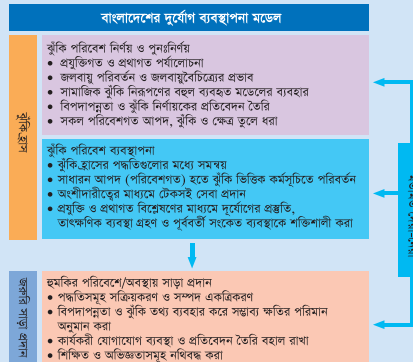 বাংলাদেশের দুর্যোগ ব্যবস্থাপনা মডেল
ঝুঁকি হ্রাস
ঝুঁকি পরিবেশ নির্ণয় ও পুনঃনির্ণয়
• প্রযুক্তিগত ও প্রথাগত পর্যালোচনা
• জলবায়ু পরিবর্তন ও জলবায়ুবৈচিত্র্যের প্রভাব
• সামাজিক ঝুঁকি নিরূপণের বহুল ব্যবহৃত মডেলের ব্যবহার
• বিপদাপন্নতা ও ঝুঁকি নির্ণায়কের প্রতিবেদন তৈরি
• সকল পরিবেশগত আপদ, ঝুঁকি ও ক্ষেত্র তুলে ধরা
ঝুঁকি পরিবেশ ব্যবস্থাপনা
• ঝুঁকি-হ্রাসের পদ্ধতিগুলোর মধ্যে সমন্বয়
• সাধারন আপদ (পরিবেশগত) হতে ঝুঁকি ভিত্তিক কর্মসূচিতে পরিবর্তন
• অংশীদারীত্বের মাধ্যমে টেকসই সেবা প্রদান
• প্রযুক্তি ও প্রথাগত বিশ্লেষণের মাধ্যমে দূর্যোগের প্রস্তুতি,
তাৎক্ষণিক ব্যবস্থা গ্রহণ ও পূর্ববর্তী সংকেত ব্যবস্থাকে শক্তিশালী করা
জরুরি সাড়া প্রদান
হুমকির পরিবেশে/অবস্থায় সাড়া প্রদান
• পদ্ধতিসমূহ সক্রিয়করণ ও সম্পদ একত্রিকরণ
• বিপদাপন্নতা ও ঝুঁকি তথ্য ব্যবহার করে সম্ভাব্য ক্ষতির পরিমান
অনুমান করা
• কার্যকরী যোগাযোগ ব্যবস্থা ও প্রতিবেদন তৈরি বহাল রাখা
• শিক্ষিত ও অভিজ্ঞতাসমূহ নথিবদ্ধ করা